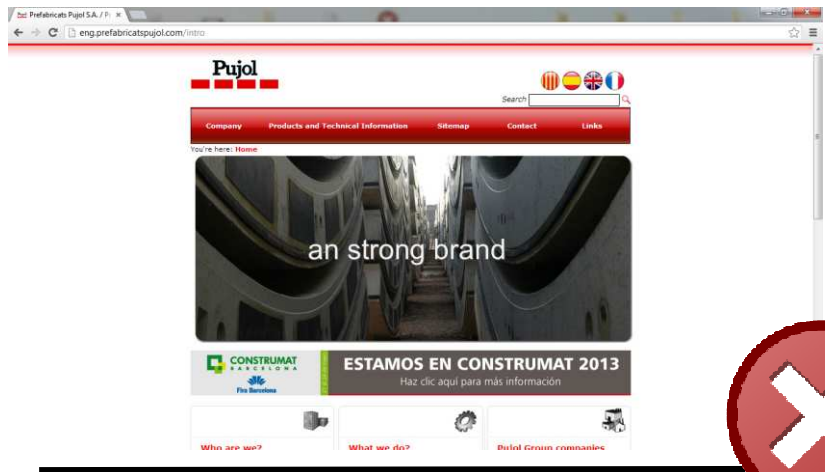 Prefabricats Pujol S.A. / Pr
eng.prefabricatspujol.com/intro
Pujol
Search
Company Products and Technical Information Sitemap Contact Links
You're here: Home
an strong brand
CONSTRUMAT
BARCELONA
Fira Barcelona
ESTAMOS EN CONSTRUMAT 2013
Haz clic aquí para más información
Who are we? What we do? Pujol Group companies